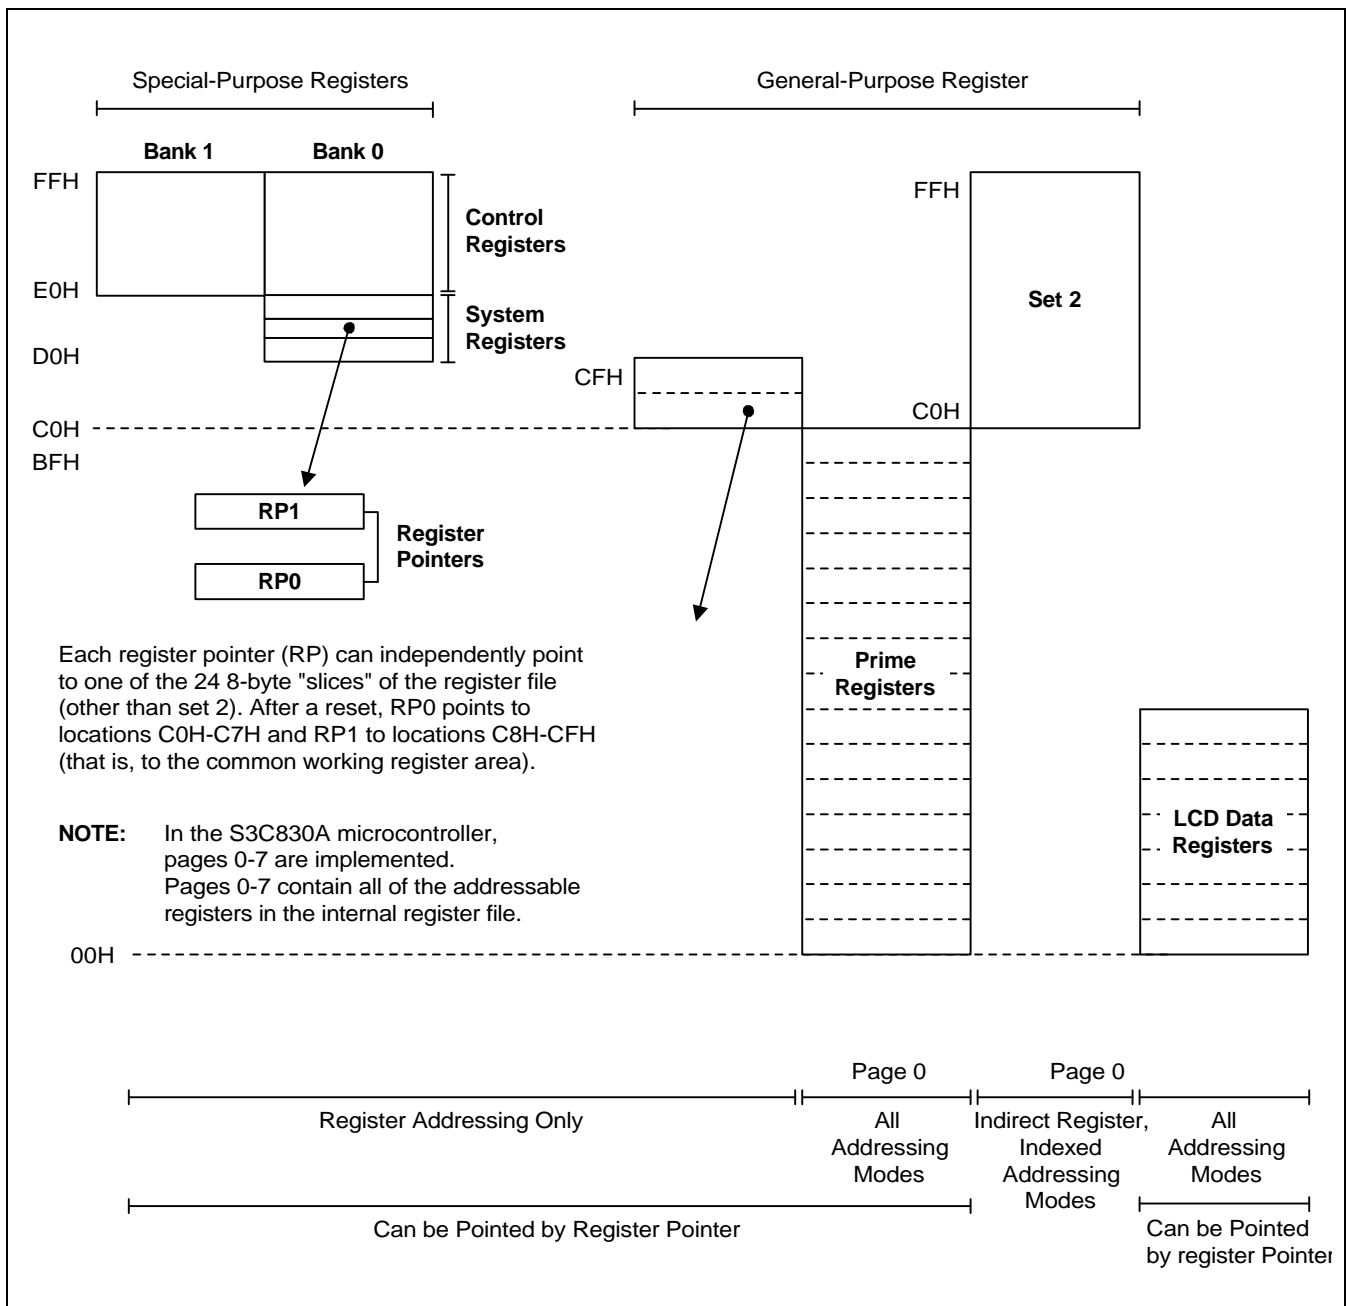 Special-Purpose Registers
General-Purpose Register
Bank 1
Bank 0
FFH
FFH
Control
Registers
E0H
Set 2
System
Registers
D0H
CFH
C0H
C0H
BFH
RP1
Register
Pointers
RP0
Each register pointer (RP) can independently point
to one of the 24 8-byte "slices" of the register file
(other than set 2). After a reset, RP0 points to
locations C0H-C7H and RP1 to locations C8H-CFH
(that is, to the common working register area).
Prime
Registers
NOTE: In the S3C830A microcontroller,
pages 0-7 are implemented.
Pages 0-7 contain all of the addressable
registers in the internal register file.
LCD Data
Registers
00H
Page 0
Page 0
Register Addressing Only
All
Addressing
Modes
Indirect Register,
Indexed
Addressing
Modes
All
Addressing
Modes
Can be Pointed by Register Pointer
Can be Pointed
by register Pointer